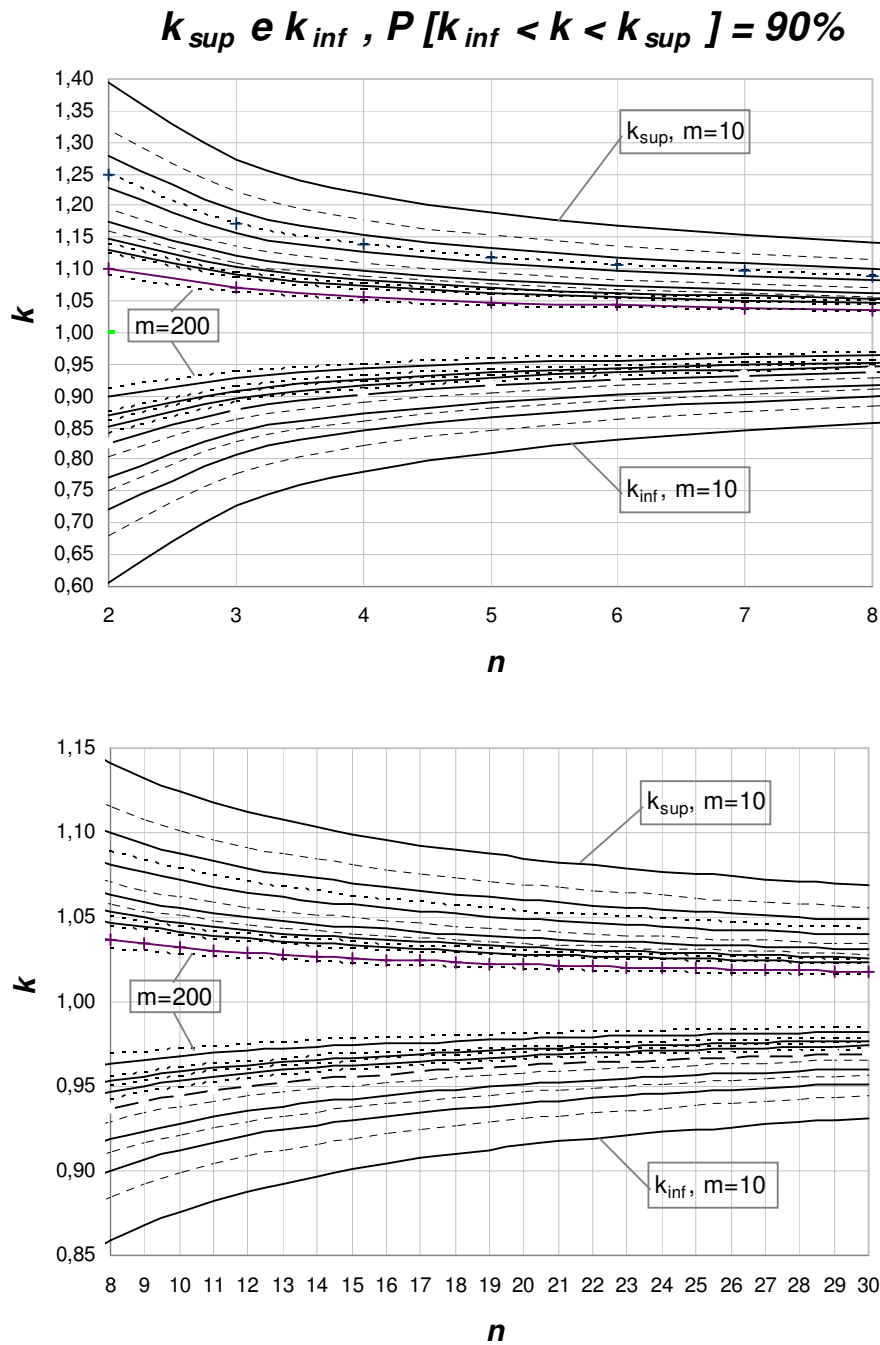 k sup e k inf , P [k inf < k < k sup ] = 90%
1,40
1,35
1,30
1,25
1,20
1,15
1,10
1,05
1,00
0,95
0,90
0,85
0,80
0,75
0,70
0,65
0,60
k
ksup, m=10
m=200
kinf, m=10
2 3 4 5 6 7 8
n
1,15
1,10
1,05
1,00
0,95
0,90
0,85
k
ksup, m=10
m=200
kinf, m=10
8 9 10 11 12 13 14 15 16 17 18 19 20 21 22 23 24 25 26 27 28 29 30
n